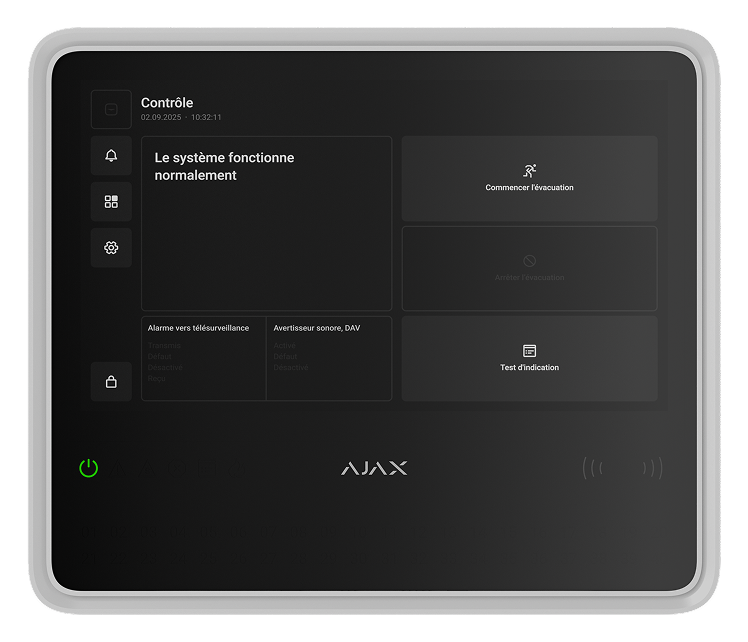 Contrôle
02.09.2025 · 10:32:11
Le système fonctionne
normalement
Commencer l'évacuation
Arrêter l'évacuation
Alarme vers télésurveillance
Transmis
Défaut
Désactivé
Reçu
Avertisseur sonore, DAV
Activé
Défaut
Désactivé
Test d'indication
AJAX